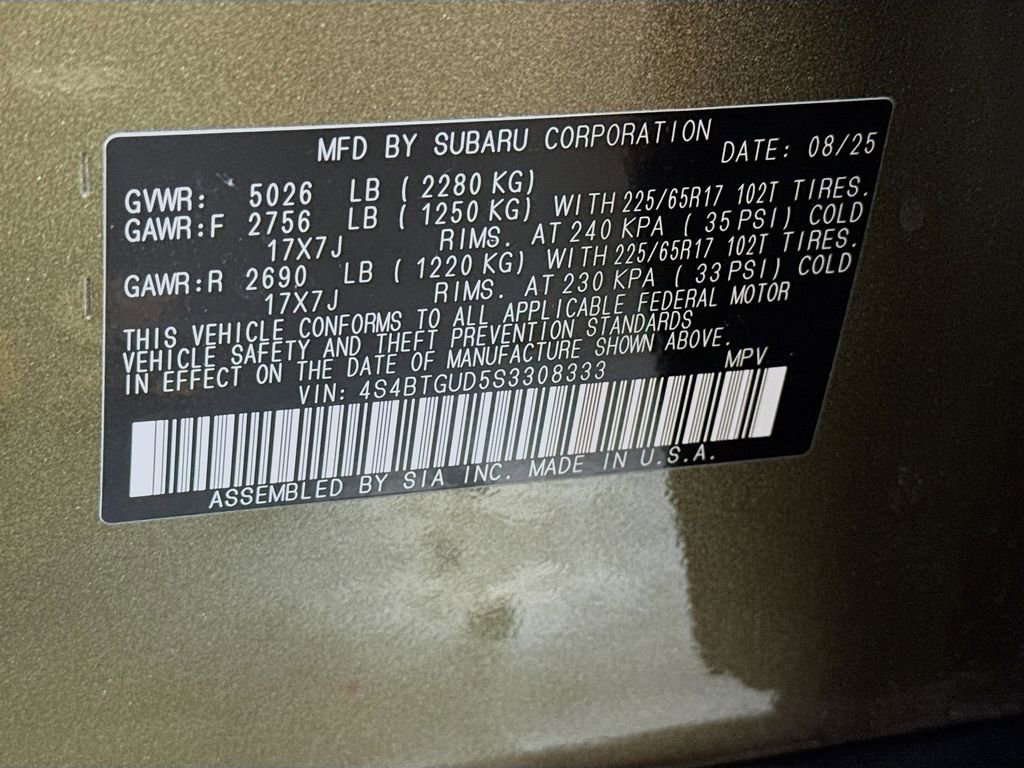 MFD BY SUBARU CORPORATION DATE: 08/25
GVWR: 5026 LB ( 2280 KG)
GAWR:F 2756 LB ( 1250 KG) WITH 225/65R17 102T TIRES.
17X7J RIMS. AT 240 KPA ( 35 PSI) COLD
GAWR:R 2690 LB ( 1220 KG) WITH 225/65R17 102T TIRES.
17X7J RIMS. AT 230 KPA ( 33 PSI) COLD
THIS VEHICLE CONFORMS TO ALL APPLICABLE FEDERAL MOTOR
VEHICLE SAFETY AND THEFT PREVENTION STANDARDS
IN EFFECT ON THE DATE OF MANUFACTURE SHOWN ABOVE.
VIN: 4S4BTGUD5S3308333 MPV
ASSEMBLED BY SIA INC. MADE IN U.S.A.